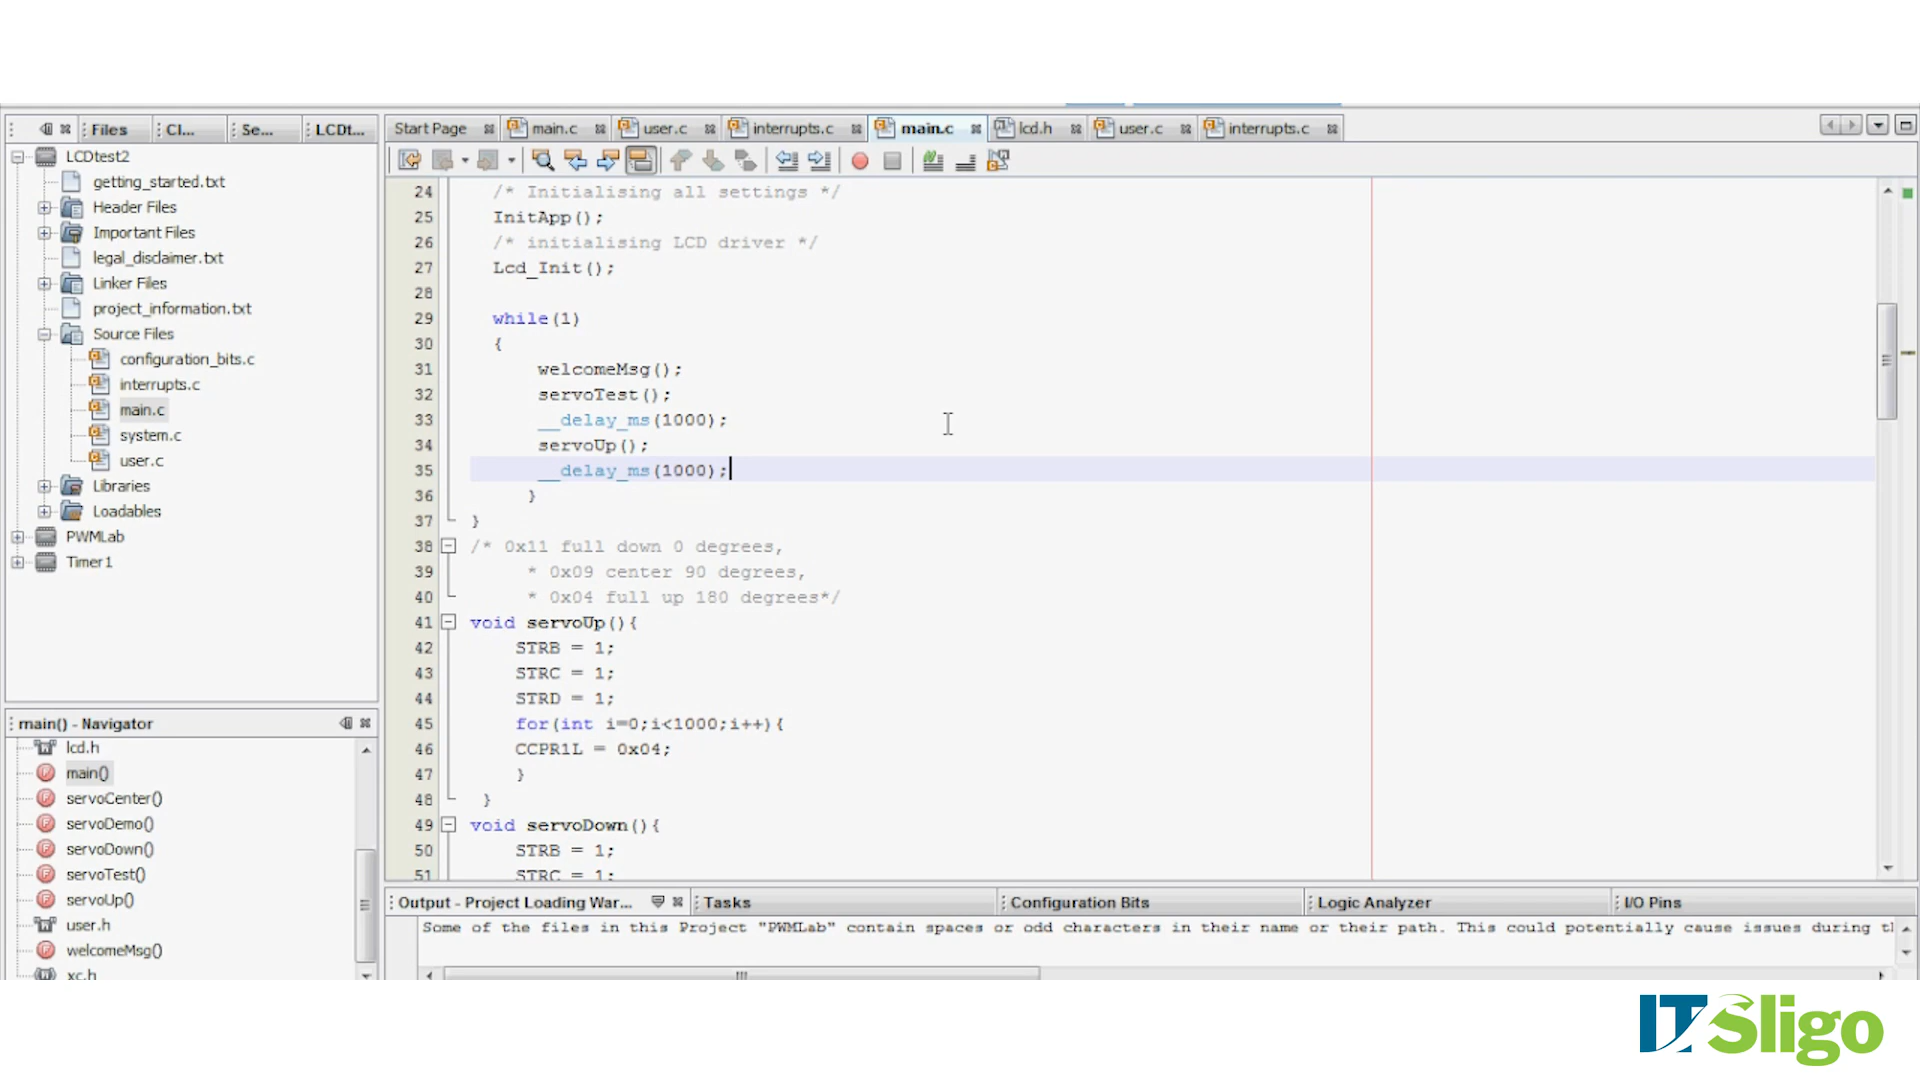 Files
Cl...
Se...
LCDt...
Start Page
main.c
user.c
interrupts.c
main.c
lcd.h
user.c
interrupts.c
LCDtest2
getting_started.txt
Header Files
Important Files
legal_disclaimer.txt
Linker Files
project_information.txt
Source Files
configuration_bits.c
interrupts.c
main.c
system.c
user.c
Libraries
Loadables
PWMLab
Timer1
main() - Navigator
lcd.h
main()
servoCenter()
servoDemo()
servoDown()
servoTest()
servoUp()
user.h
welcomeMsg()
xc.h
24 /* Initialising all settings */
25 InitApp();
26 /* initialising LCD driver */
27 Lcd_Init();
28
29 while(1)
30 {
31 welcomeMsg();
32 servoTest();
33 __delay_ms(1000);
34 servoUp();
35 __delay_ms(1000);
36 }
37 }
38 /* 0x11 full down 0 degrees,
39 * 0x09 center 90 degrees,
40 * 0x04 full up 180 degrees*/
41 void servoUp(){
42 STRB = 1;
43 STRC = 1;
44 STRD = 1;
45 for(int i=0;i<1000;i++){
46 CCPR1L = 0x04;
47 }
48 }
49 void servoDown(){
50 STRB = 1;
51 STRC = 1;
Output - Project Loading War...
Tasks
Configuration Bits
Logic Analyzer
I/O Pins
Some of the files in this Project "PWMLab" contain spaces or odd characters in their name or their path. This could potentially cause issues during
IT Sligo